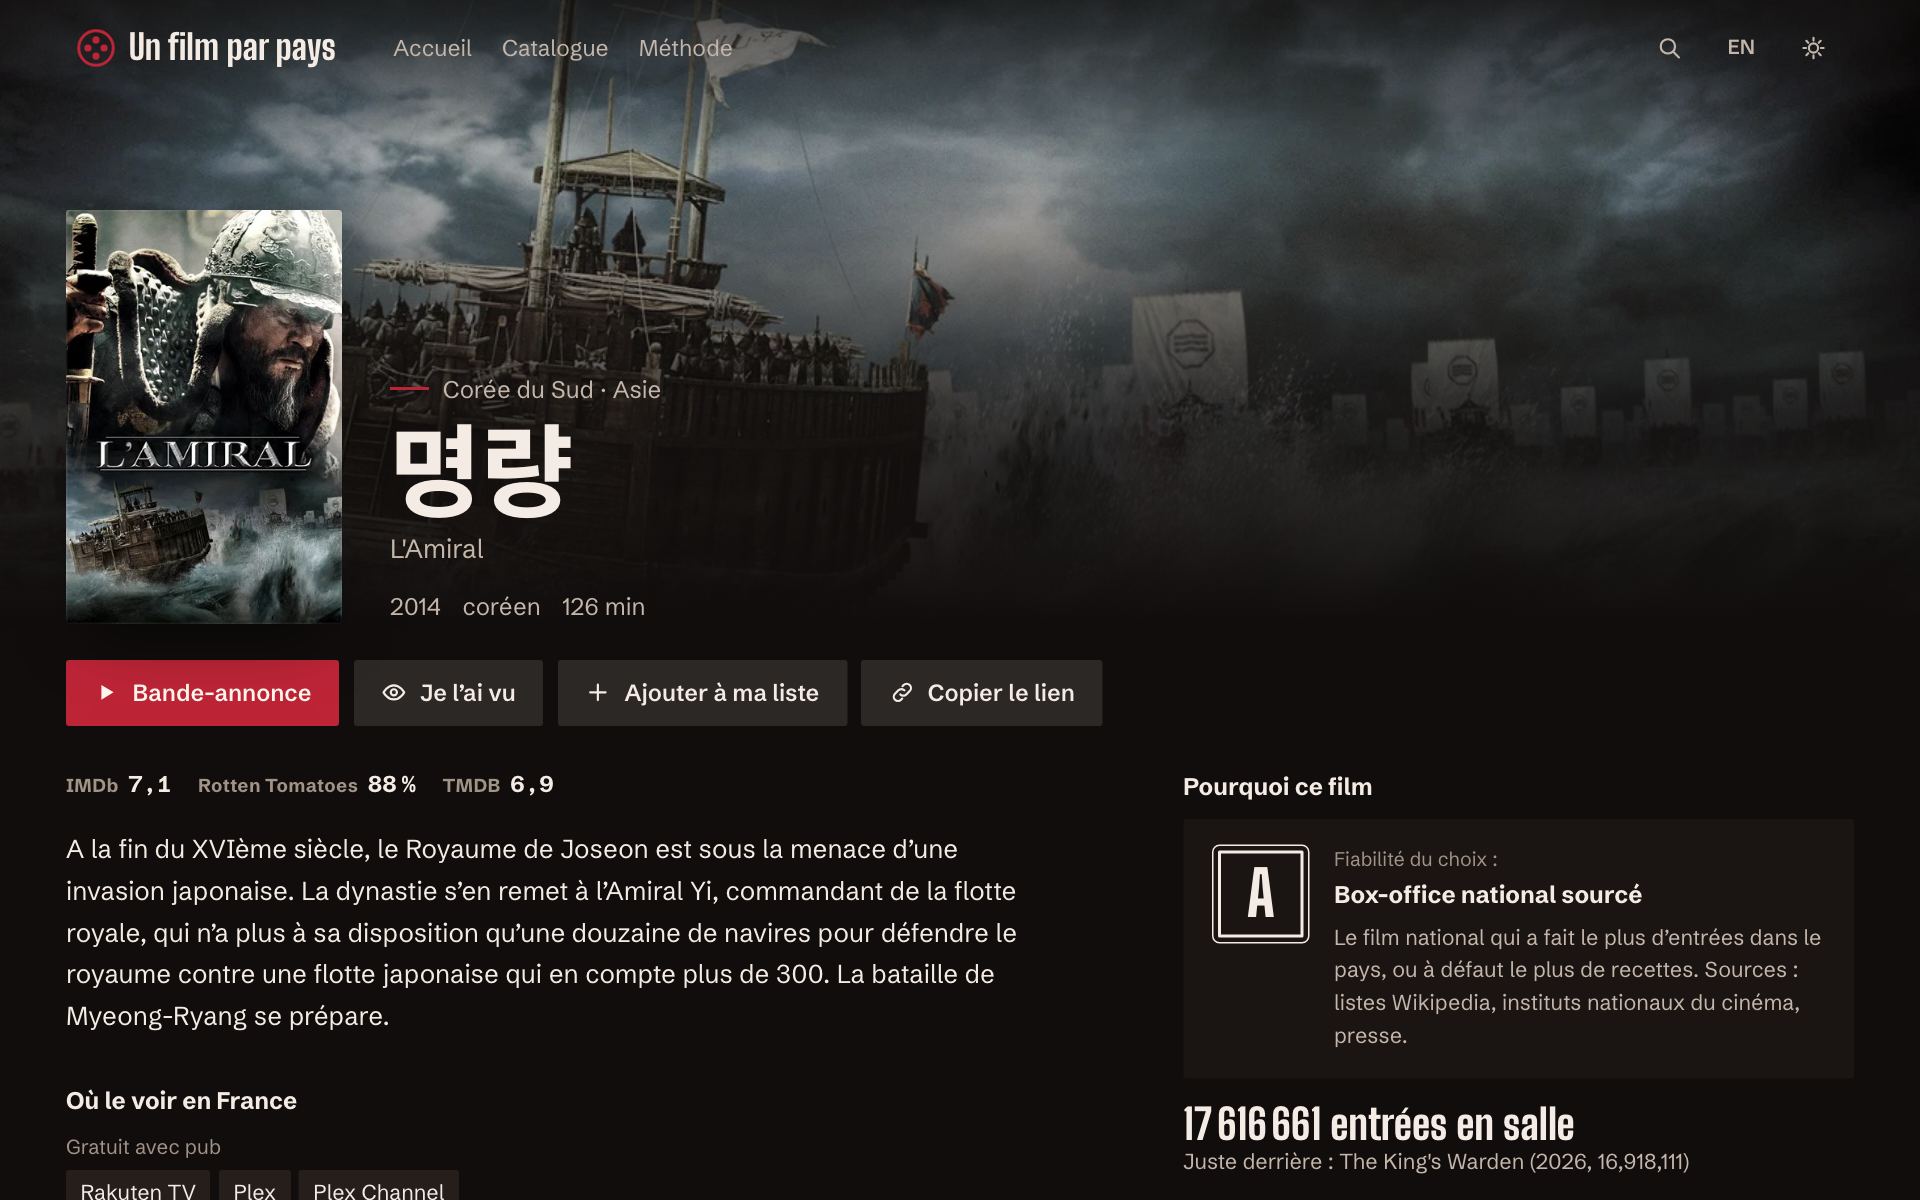 Un film par pays
Accueil Catalogue Méthode
EN
L'AMIRAL
Corée du Sud · Asie
명량
L'Amiral
2014 coréen 126 min
Bande-annonce
Je l’ai vu
Ajouter à ma liste
Copier le lien
IMDb 7,1 Rotten Tomatoes 88 % TMDB 6,9
A la fin du XVIème siècle, le Royaume de Joseon est sous la menace d’une
invasion japonaise. La dynastie s’en remet à l’Amiral Yi, commandant de la flotte
royale, qui n’a plus à sa disposition qu’une douzaine de navires pour défendre le
royaume contre une flotte japonaise qui en compte plus de 300. La bataille de
Myeong-Ryang se prépare.
Où le voir en France
Gratuit avec pub
Rakuten TV
Plex
Plex Channel
Pourquoi ce film
A
Fiabilité du choix :
Box-office national sourcé
Le film national qui a fait le plus d’entrées dans le
pays, ou à défaut le plus de recettes. Sources :
listes Wikipedia, instituts nationaux du cinéma,
presse.
17 616 661 entrées en salle
Juste derrière : The King's Warden (2026, 16,918,111)